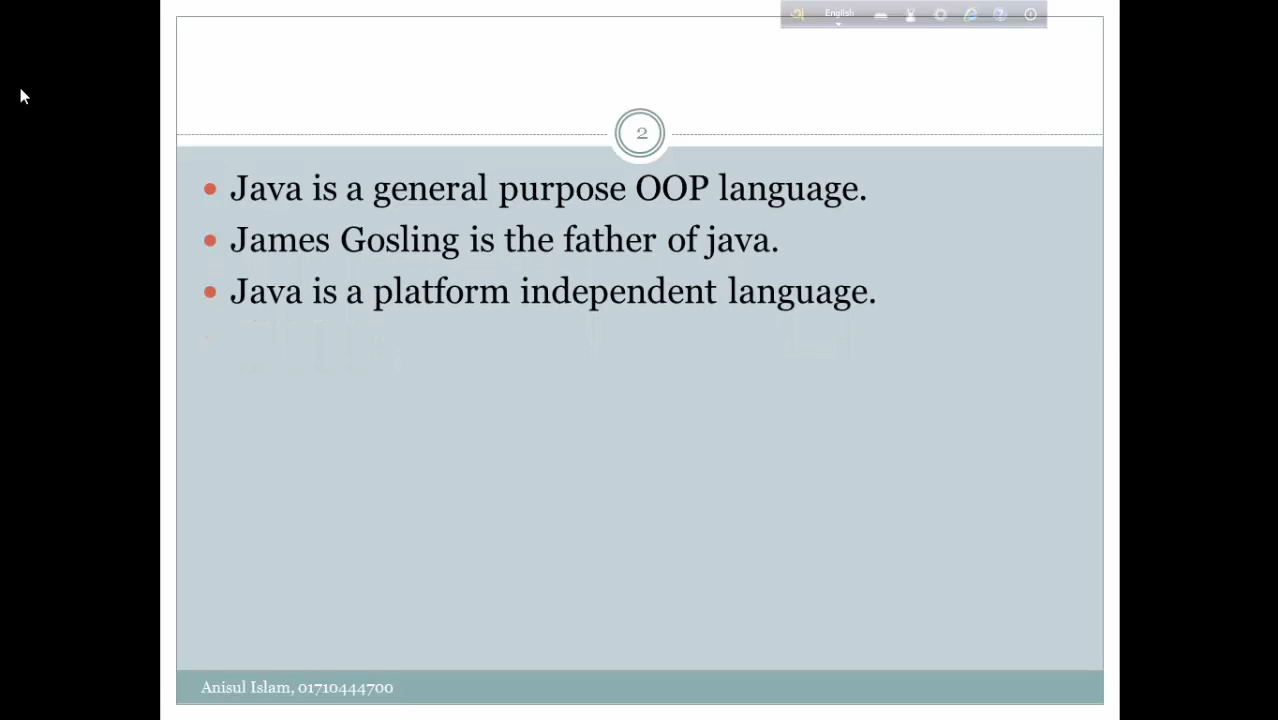 English
2
Java is a general purpose OOP language.
James Gosling is the father of java.
Java is a platform independent language.
Anisul Islam, 01710444700